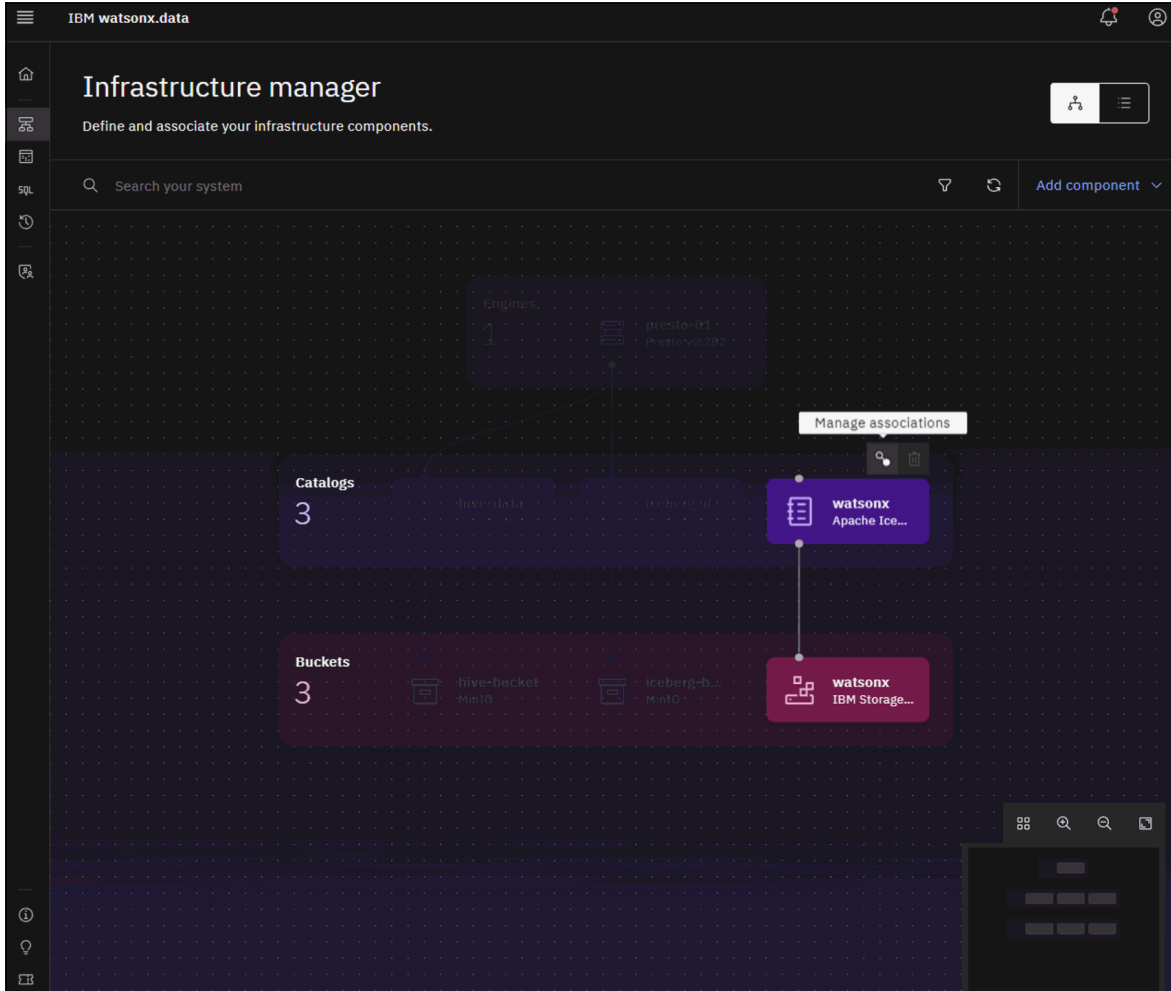 IBM watsonx.data
Infrastructure manager
Define and associate your infrastructure components.
SQL
Search your system
Add component
Engines
1
presto-01
Presto v0.282
Manage associations
Catalogs
3
hive-data
watsonx
Apache Ice...
Buckets
3
hive-bucket
MinIO
iceberg-b...
MinIO
watsonx
IBM Storage...